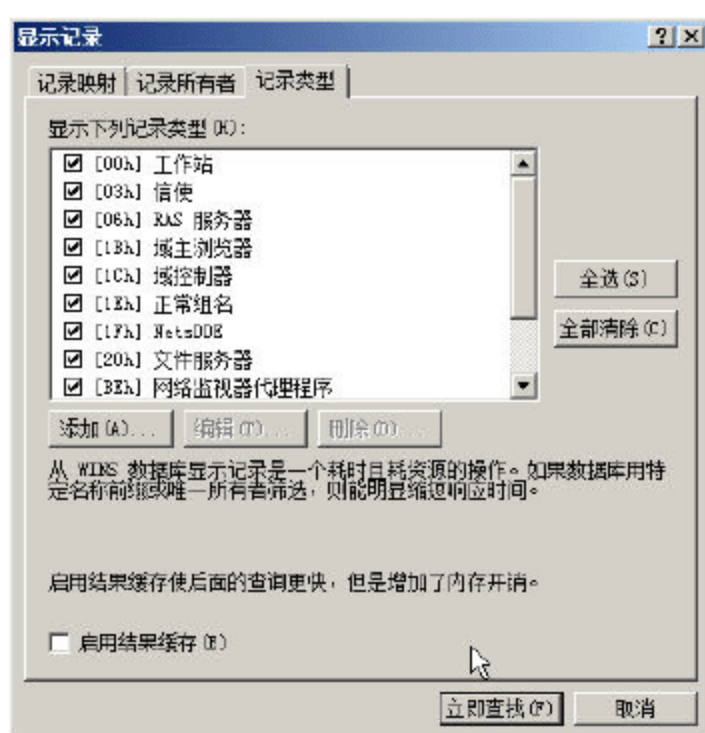 显示记录
记录映射 记录所有者 记录类型
显示下列记录类型(H):
[00h] 工作站
[03h] 信使
[06h] RAS 服务器
[1Bh] 域主浏览器
[1Ch] 域控制器
[1Eh] 正常组名
[1Fh] NetsDDE
[20h] 文件服务器
[BEh] 网络监视器代理程序
全选(S)
全部清除(C)
添加(A)... 编辑(T)... 删除(D)...
从 WINS 数据库显示记录是一个耗时且耗资源的操作。如果数据库用特
定名称前缀或唯一所有者筛选，则能明显缩短响应时间。
启用结果缓存使后面的查询更快，但是增加了内存开销。
启用结果缓存(E)
立即查找(F) 取消